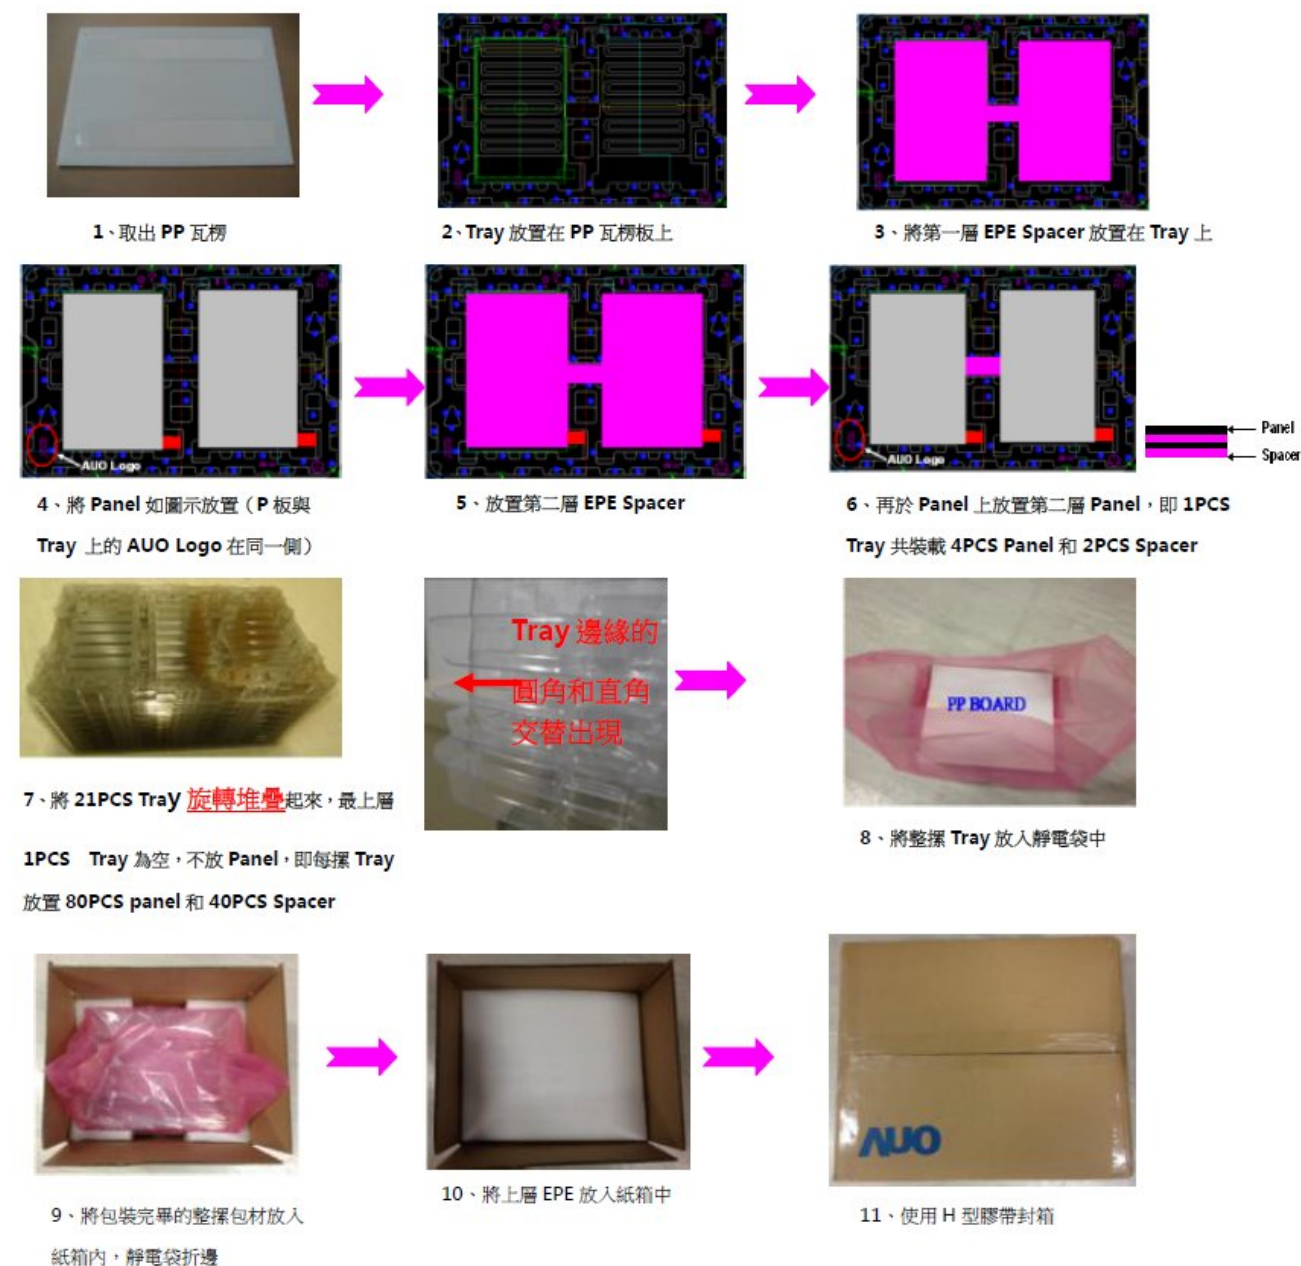 1、取出 PP 瓦楞
2、Tray 放置在 PP 瓦楞板上
3、將第一層 EPE Spacer 放置在 Tray 上
AUO Logo
AUO Logo
Panel
Spacer
4、將 Panel 如圖示放置（P 板與
Tray 上的 AUO Logo 在同一側）
5、放置第二層 EPE Spacer
6、再於 Panel 上放置第二層 Panel，即 1PCS
Tray 共裝載 4PCS Panel 和 2PCS Spacer
Tray 邊緣的
圓角和直角
交替出現
PP BOARD
7、將 21PCS Tray 旋轉堆疊起來，最上層
1PCS Tray 為空，不放 Panel，即每摞 Tray
放置 80PCS panel 和 40PCS Spacer
8、將整摞 Tray 放入靜電袋中
AUO
9、將包裝完畢的整摞包材放入
紙箱內，靜電袋折邊
10、將上層 EPE 放入紙箱中
11、使用 H 型膠帶封箱